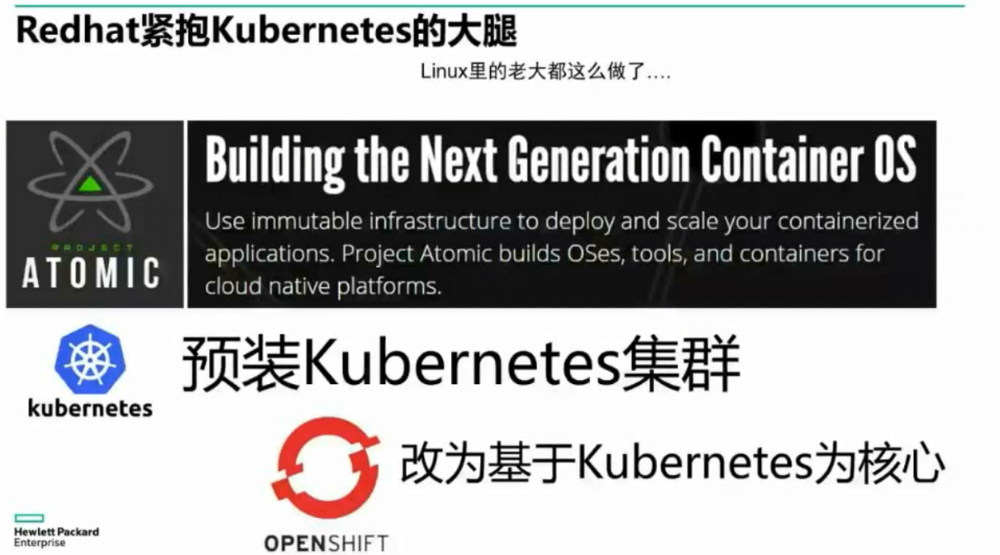 Redhat紧抱Kubernetes的大腿
Linux里的老大都这么做了....
PROJECT
ATOMIC
Building the Next Generation Container OS
Use immutable infrastructure to deploy and scale your containerized
applications. Project Atomic builds OSes, tools, and containers for
cloud native platforms.
kubernetes
预装Kubernetes集群
改为基于Kubernetes为核心
OPENSHIFT
Hewlett Packard
Enterprise